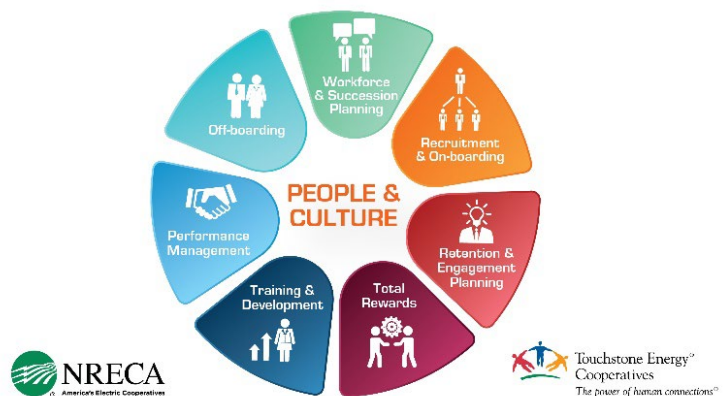 Workforce
& Succession
Planning
Recruitment
& On-boarding
Retention &
Engagement
Planning
Total
Rewards
Training &
Development
Performance
Management
Off-boarding
PEOPLE &
CULTURE
NRECA
America's Electric Cooperatives
Touchstone Energy®
Cooperatives
The power of human connections®